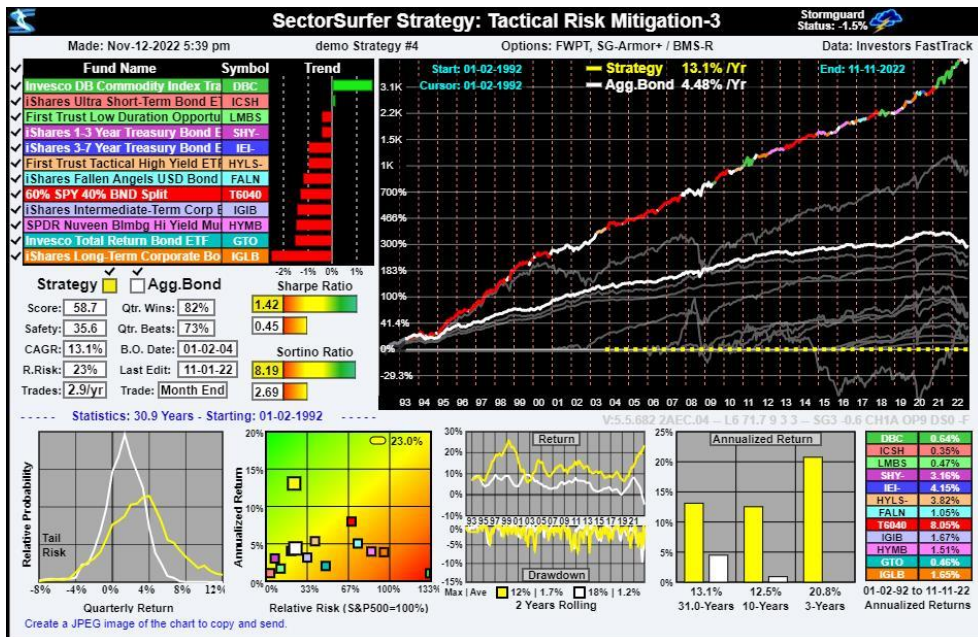 SectorSurfer Strategy: Tactical Risk Mitigation-3
Stormguard
Status: -1.5%
Made: Nov-12-2022 5:39 pm
demo Strategy #4
Options: FWPT, SG-Armor+ / BMS-R
Data: Investors FastTrack
Fund Name Symbol Trend
Invesco DB Commodity Index Tra DBC
iShares Ultra Short-Term Bond ET ICSH
First Trust Low Duration Opportu LMBS
iShares 1-3 Year Treasury Bond E SHY-
iShares 3-7 Year Treasury Bond E IEI-
First Trust Tactical High Yield ETF HYLS-
iShares Fallen Angels USD Bond FALN
60% SPY 40% BND Split T6040
iShares Intermediate-Term Corp E IGIB
SPDR Nuveen Blmbg Hi Yield Mu HYMB
Invesco Total Return Bond ETF GTO
iShares Long-Term Corporate Bo IGLB
-2% -1% 0% 1%
Start: 01-02-1992
Cursor: 01-02-1992
Strategy 13.1% /Yr
Agg.Bond 4.48% /Yr
End: 11-11-2022
3.1K
2.2K
1.5K
1K
700%
466%
300%
183%
100%
41.4%
0%
-29.3%
93 94 95 96 97 98 99 00 01 02 03 04 05 06 07 08 09 10 11 12 13 14 15 16 17 18 19 20 21 22
Strategy Agg.Bond
Score: 58.7 Qtr. Wins: 82%
Safety: 35.6 Qtr. Beats: 73%
CAGR: 13.1% B.O. Date: 01-02-04
R.Risk: 23% Last Edit: 11-01-22
Trades: 2.9/yr Trade: Month End
Sharpe Ratio
1.42
0.45
Sortino Ratio
8.19
2.69
- - - - - Statistics: 30.9 Years - Starting: 01-02-1992 - - - - -
V:5.5.682 2AEC.04 -- L6 71.7 9 3 3 -- SG3 -0.6 CH1A OP9 DS0 -F
Relative Probability
Tail
Risk
-8% -4% 0% 4% 8% 12%
Quarterly Return
Annualized Return
20%
15%
10%
5%
0%
23.0%
0% 33% 67% 100% 133%
Relative Risk (S&P500=100%)
Return
30%
20%
10%
0%
93 95 97 99 01 03 05 07 09 11 13 15 17 19 21
0%
-5%
-10%
-15%
Drawdown
Max | Ave 12% | 1.7% 18% | 1.2%
2 Years Rolling
Annualized Return
25%
20%
15%
10%
5%
0%
13.1% 12.5% 20.8%
31.0-Years 10-Years 3-Years
DBC 0.64%
ICSH 0.35%
LMBS 0.47%
SHY- 3.16%
IEI- 4.15%
HYLS- 3.82%
FALN 1.05%
T6040 8.05%
IGIB 1.67%
HYMB 1.51%
GTO 0.46%
IGLB 1.65%
01-02-92 to 11-11-22
Annualized Returns
Create a JPEG image of the chart to copy and send.